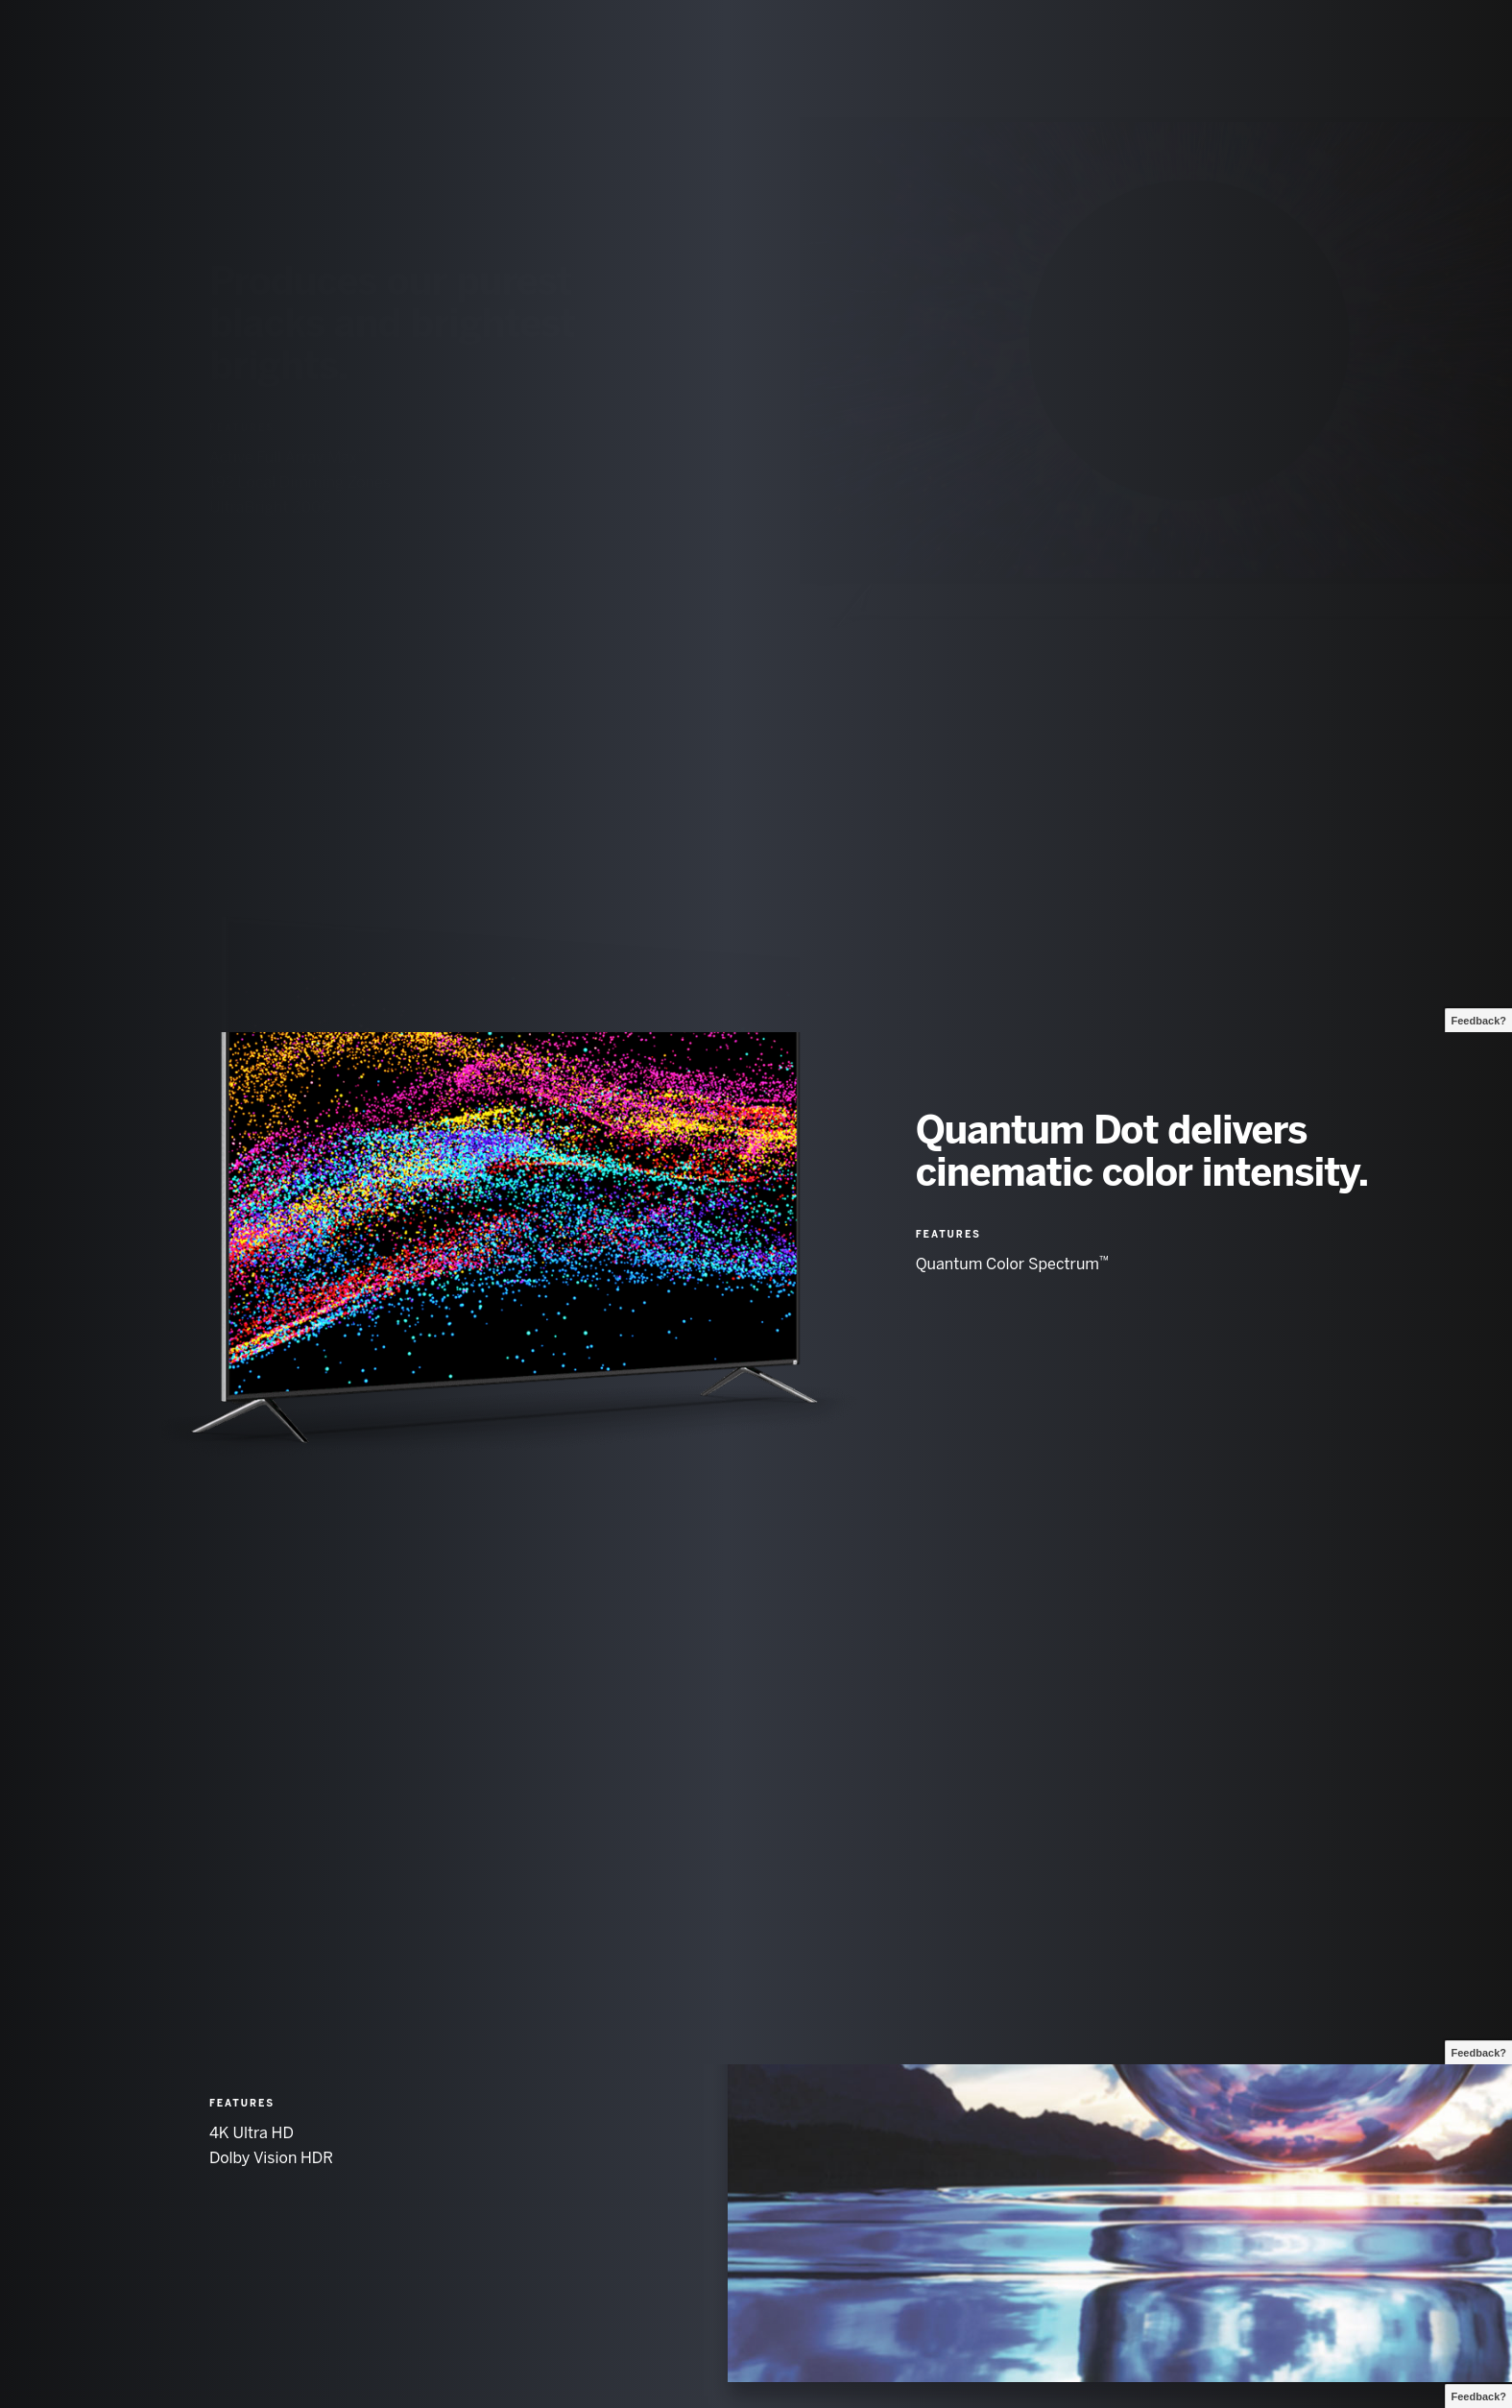 Feedback?
Quantum Dot delivers
cinematic color intensity.
FEATURES
Quantum Color Spectrum™
Feedback?
FEATURES
4K Ultra HD
Dolby Vision HDR
Feedback?